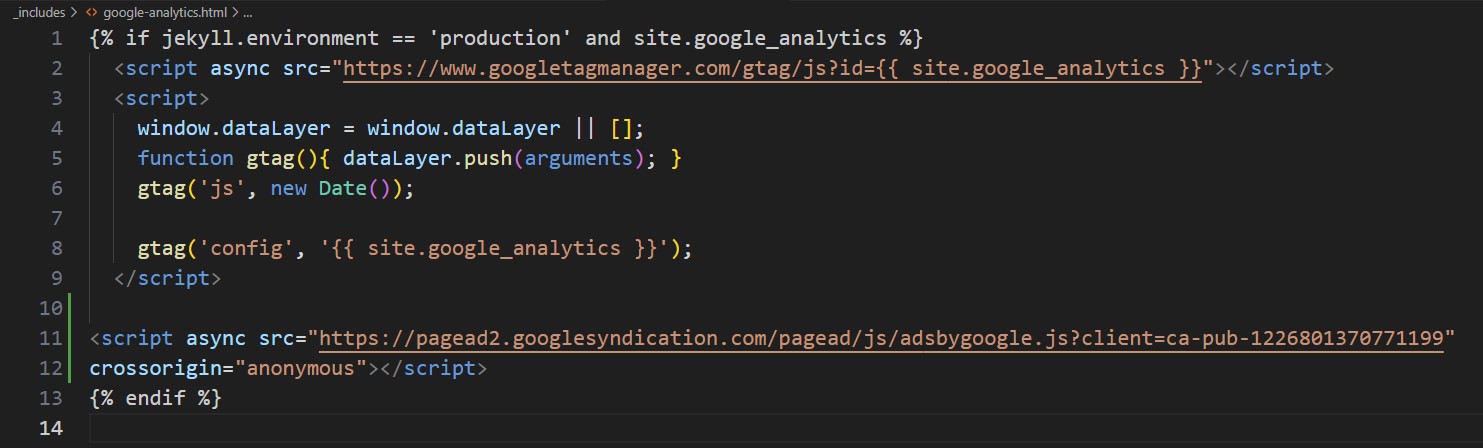 _includes > <> google-analytics.html > ...
1 {% if jekyll.environment == 'production' and site.google_analytics %}
2 <script async src="https://www.googletagmanager.com/gtag/js?id={{ site.google_analytics }}"></script>
3 <script>
4 window.dataLayer = window.dataLayer || [];
5 function gtag(){ dataLayer.push(arguments); }
6 gtag('js', new Date());
7
8 gtag('config', '{{ site.google_analytics }}');
9 </script>
10
11 <script async src="https://pagead2.googlesyndication.com/pagead/js/adsbygoogle.js?client=ca-pub-1226801370771199"
12 crossorigin="anonymous"></script>
13 {% endif %}
14